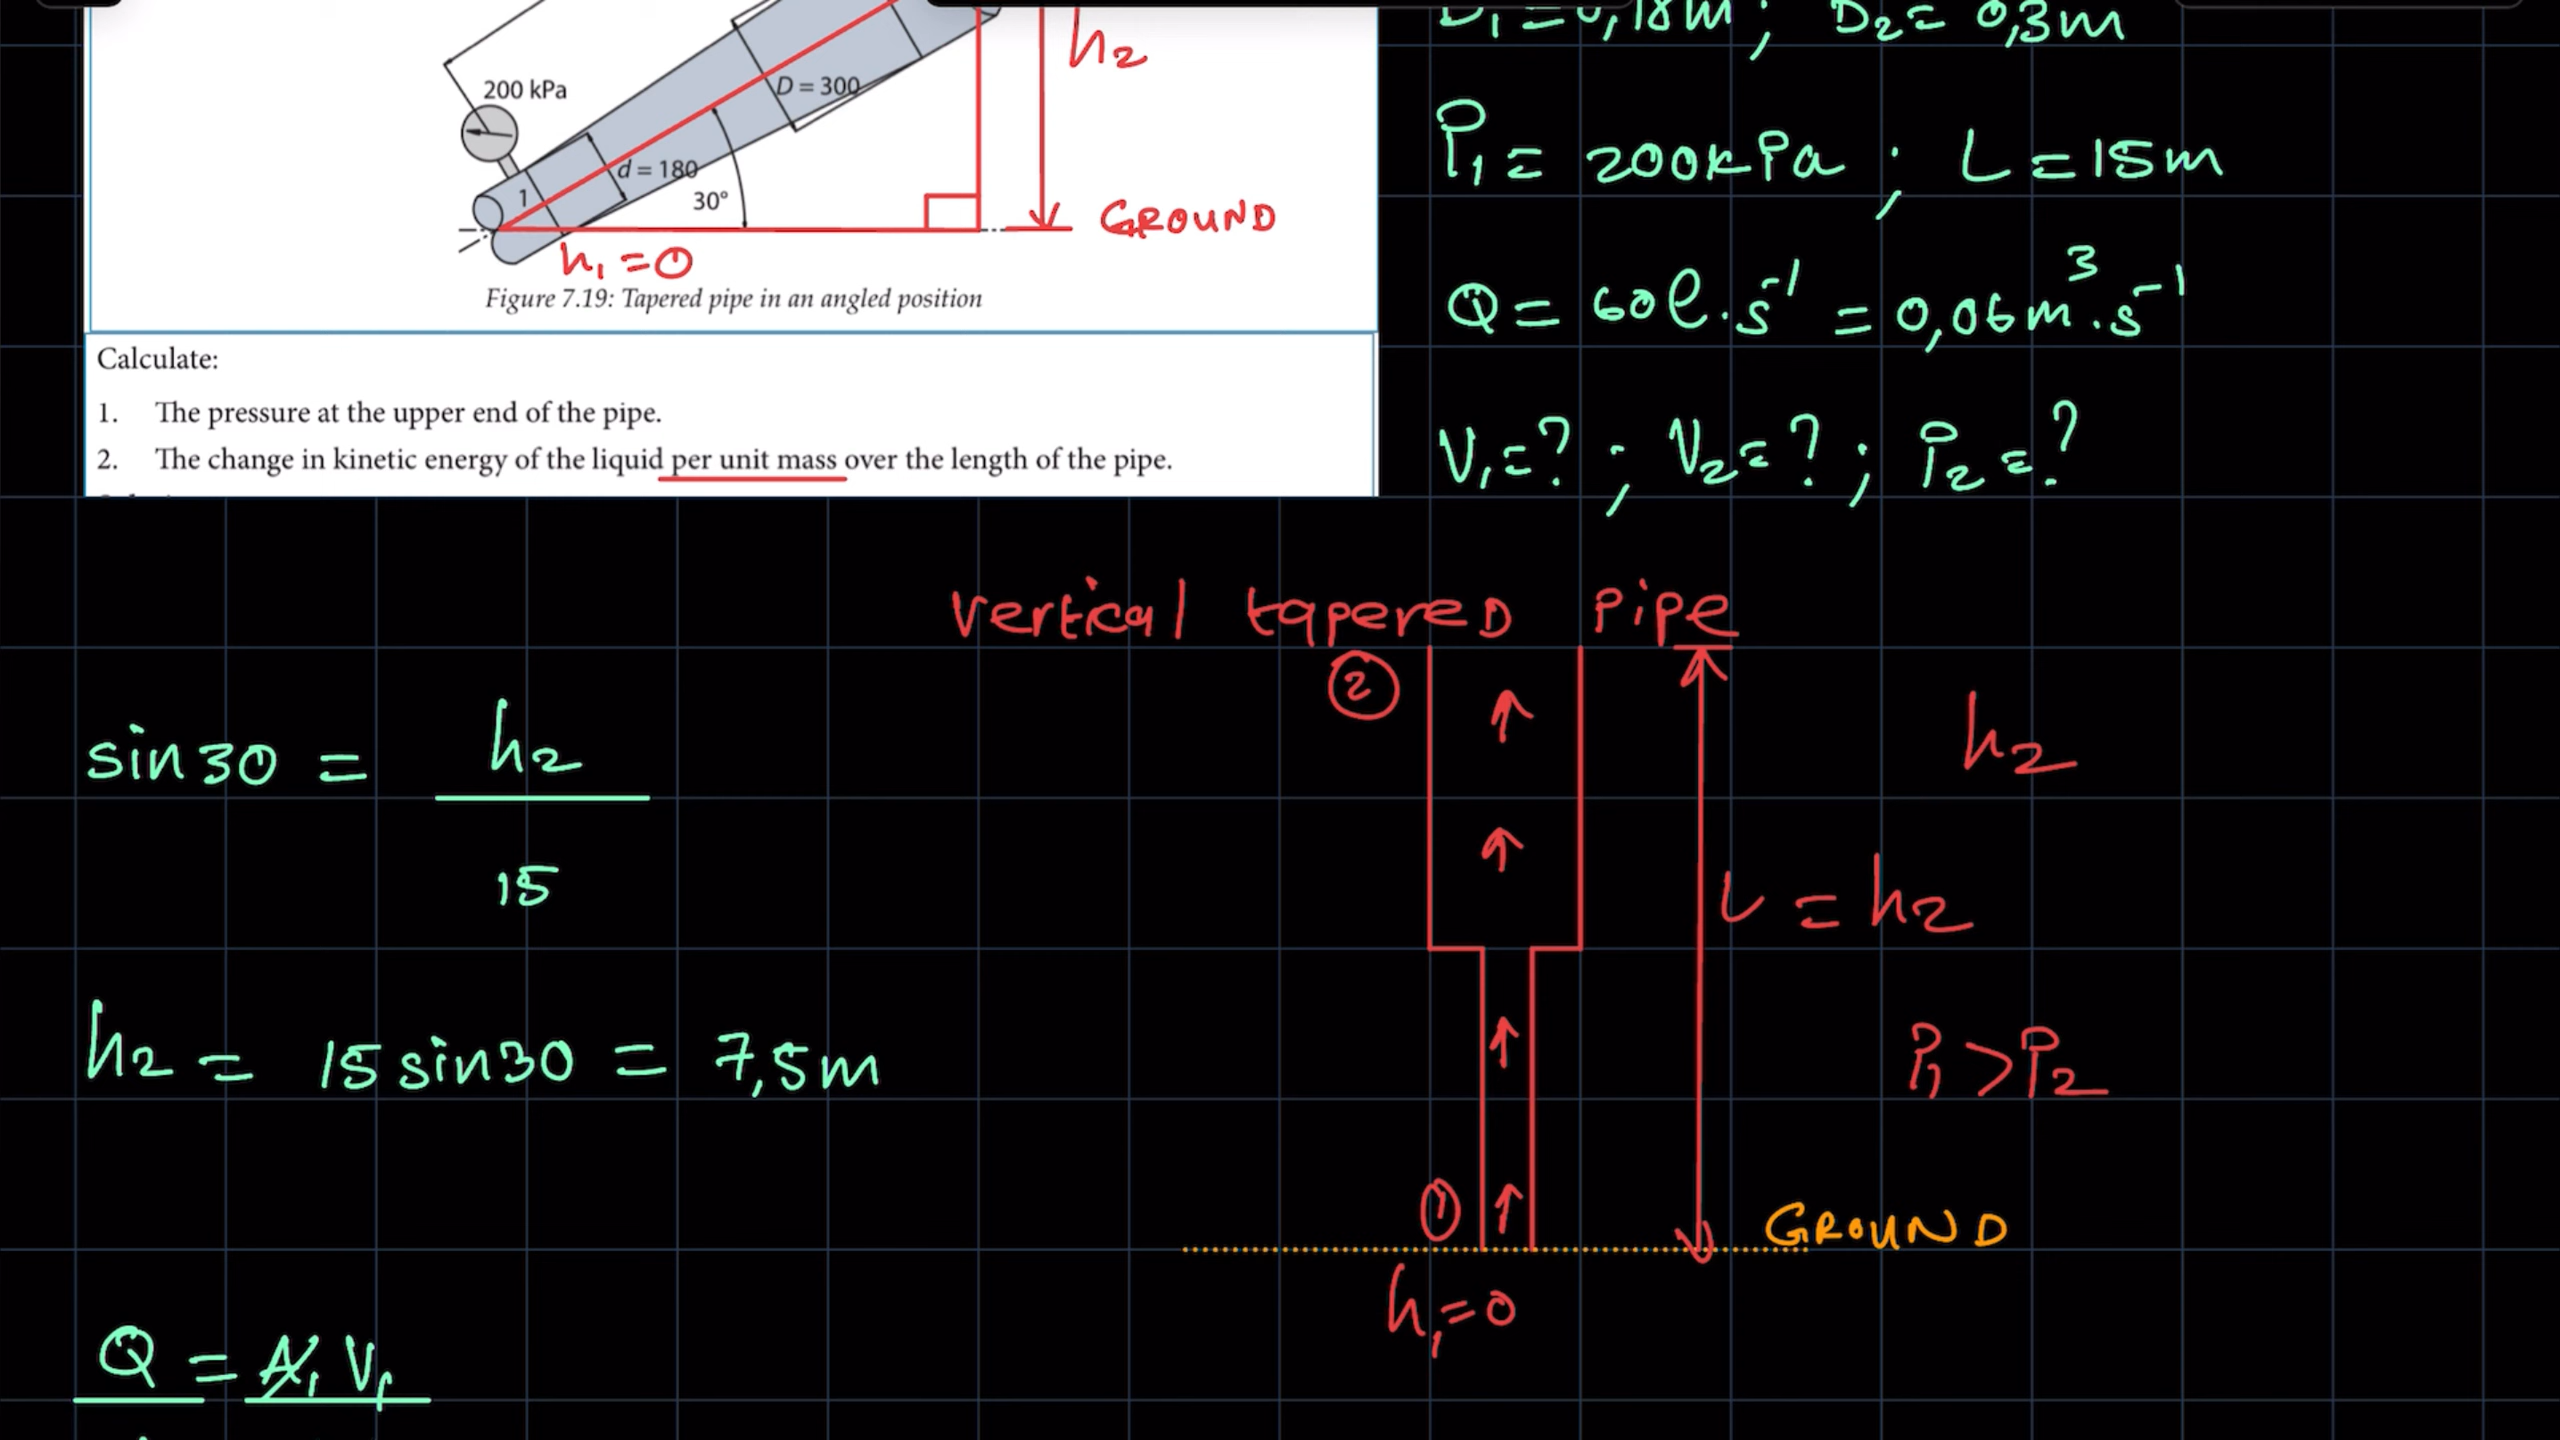 D₁ = 0,18m ; D₂ = 0,3m
h₂
200 kPa
D = 300
P₁ = 200kPa ; L = 15m
d = 180
1
30°
GROUND
h₁ = 0
Q = 60ℓ.s⁻¹ = 0,06m³.s⁻¹
Figure 7.19: Tapered pipe in an angled position
Calculate:
1. The pressure at the upper end of the pipe.
2. The change in kinetic energy of the liquid per unit mass over the length of the pipe.
V₁ = ? ; V₂ = ? ; P₂ = ?
Vertical tapered Pipe
②
sin30 = h₂
15
h₂
L = h₂
h₂ = 15 sin30 = 7,5m
P₁ > P₂
①
GROUND
h₁ = 0
Q = A₁ V₁